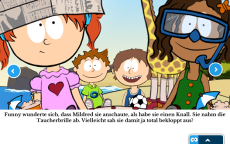 Funny wunderte sich, dass Mildred sie anschaute, als habe sie einen Knall. Sie nahm die
Taucherbrille ab. Vielleicht sah sie damit ja total bekloppt aus?